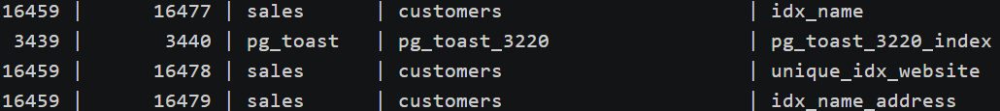 16459 | 16477 | sales | customers | idx_name
3439 | 3440 | pg_toast | pg_toast_3220 | pg_toast_3220_index
16459 | 16478 | sales | customers | unique_idx_website
16459 | 16479 | sales | customers | idx_name_address